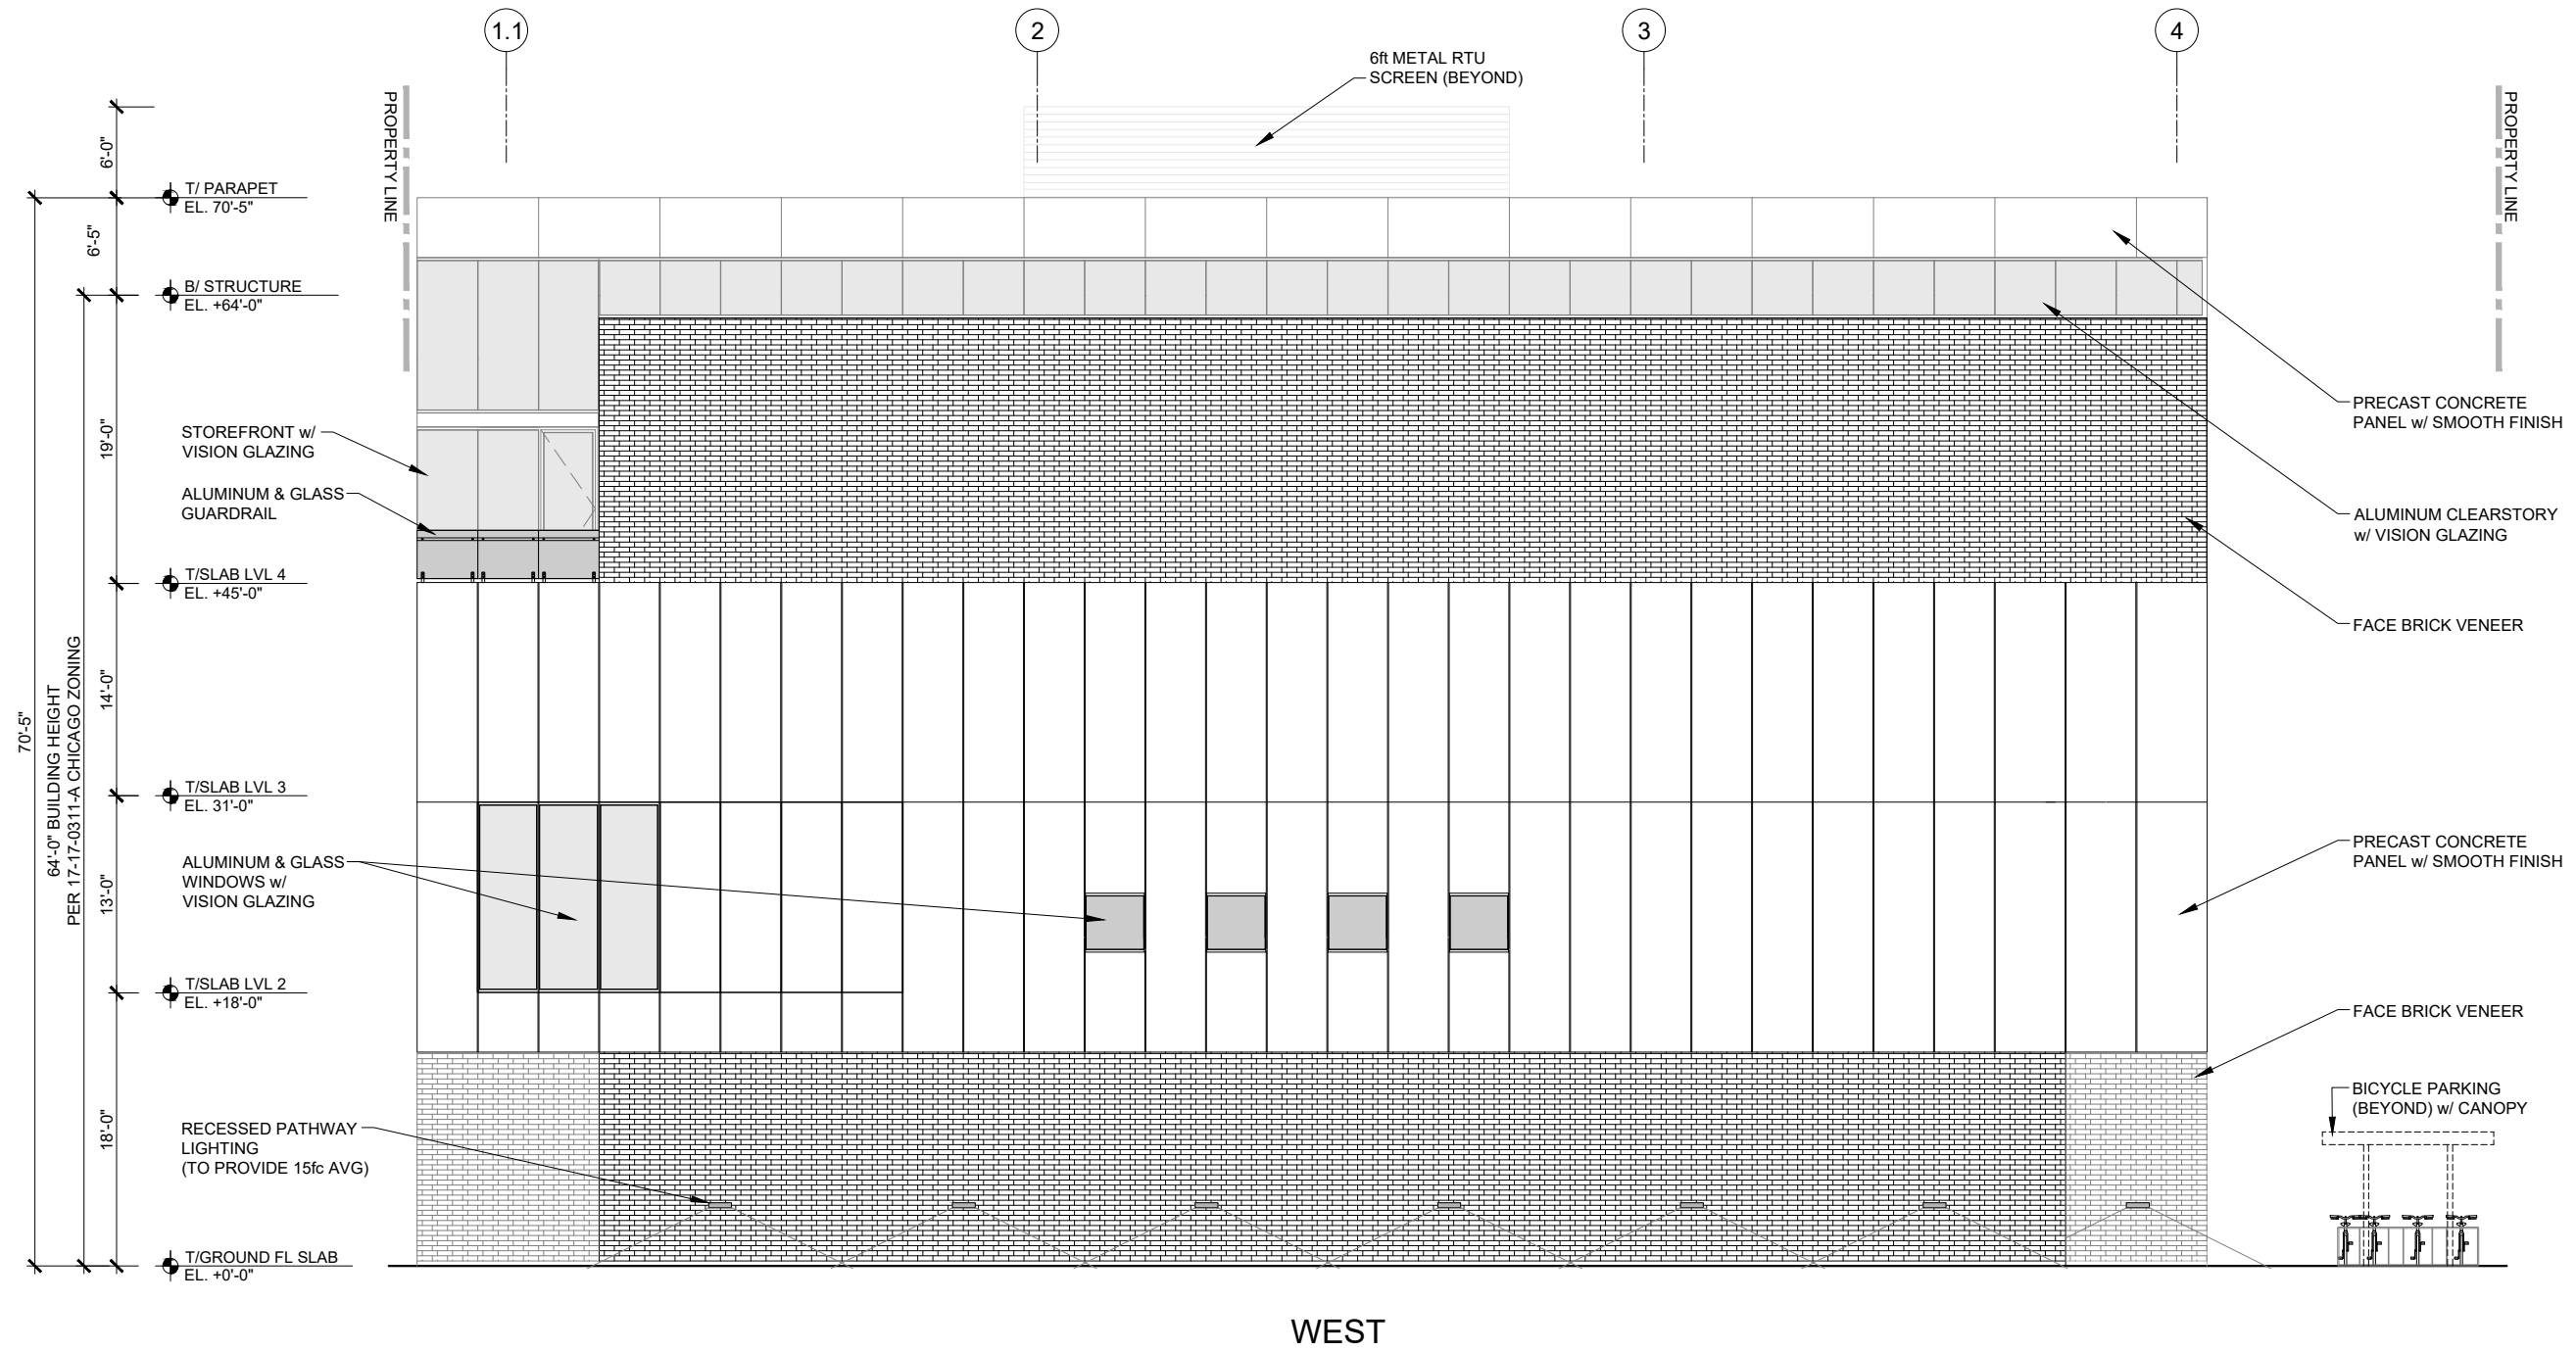 1.1
2
3
4
6ft METAL RTU
SCREEN (BEYOND)
PROPERTY LINE
PROPERTY LINE
6'-0"
T/ PARAPET
EL. 70'-5"
6'-5"
B/ STRUCTURE
EL. +64'-0"
19'-0"
STOREFRONT w/
VISION GLAZING
ALUMINUM & GLASS
GUARDRAIL
PRECAST CONCRETE
PANEL w/ SMOOTH FINISH
ALUMINUM CLEARSTORY
w/ VISION GLAZING
T/SLAB LVL 4
EL. +45'-0"
FACE BRICK VENEER
14'-0"
70'-5"
64'-0" BUILDING HEIGHT
PER 17-17-0311-A CHICAGO ZONING
T/SLAB LVL 3
EL. 31'-0"
ALUMINUM & GLASS
WINDOWS w/
VISION GLAZING
PRECAST CONCRETE
PANEL w/ SMOOTH FINISH
13'-0"
T/SLAB LVL 2
EL. +18'-0"
FACE BRICK VENEER
BICYCLE PARKING
(BEYOND) w/ CANOPY
18'-0"
RECESSED PATHWAY
LIGHTING
(TO PROVIDE 15fc AVG)
T/GROUND FL SLAB
EL. +0'-0"
WEST